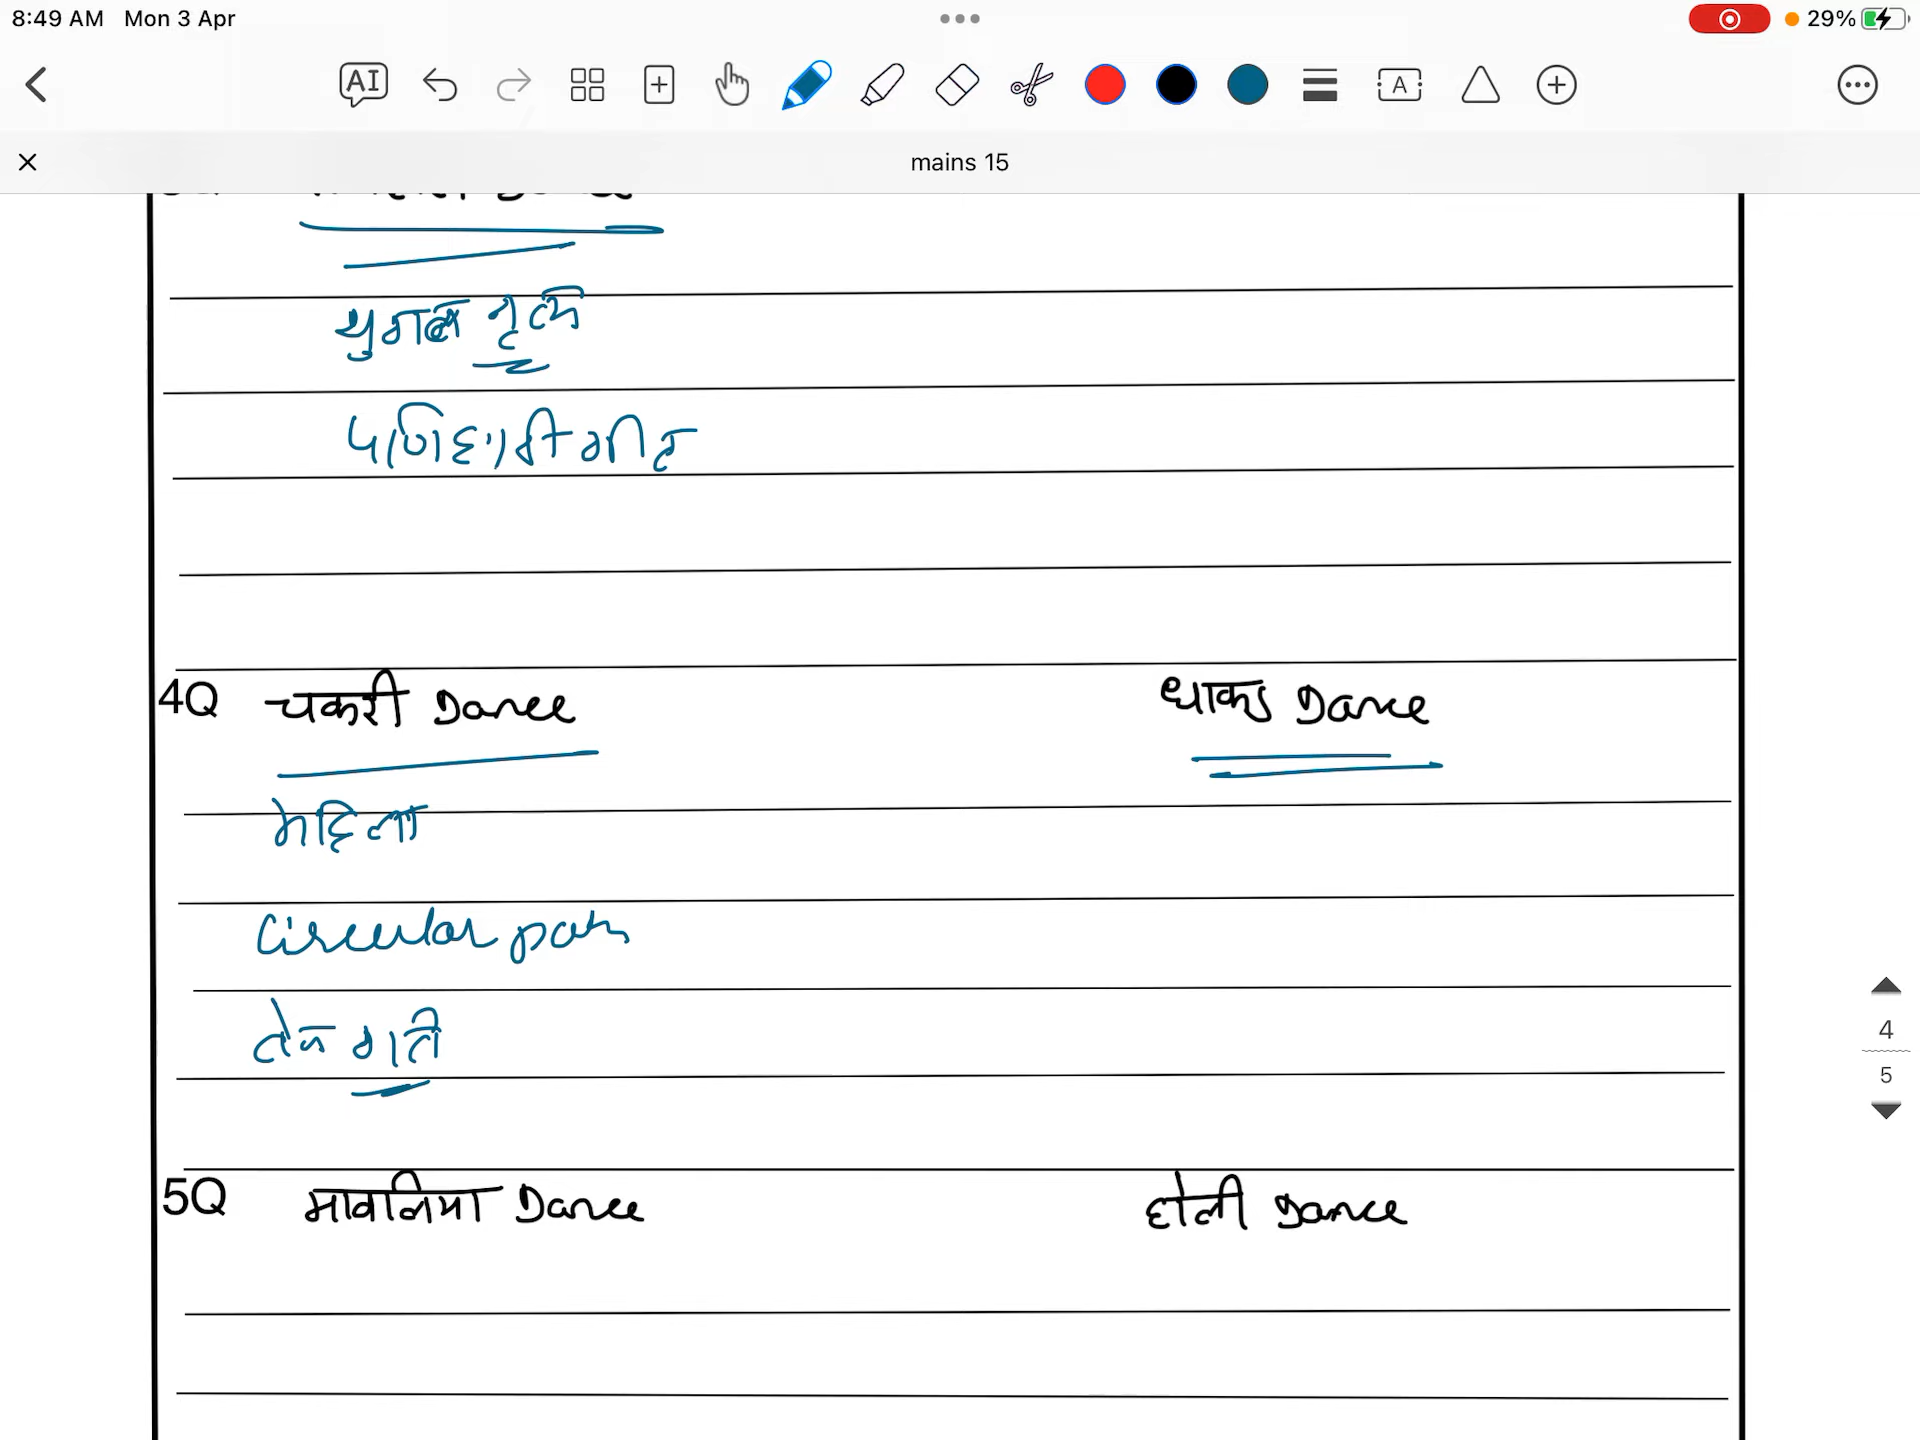 8:49 AM Mon 3 Apr
29%
AI
A
mains 15
युगल नृत्य
पणिहारी गीत
4Q चकरी Dance धाकड Dance
महिला
Circular path
तेज गति
4
5
5Q मावलिया Dance होली Dance